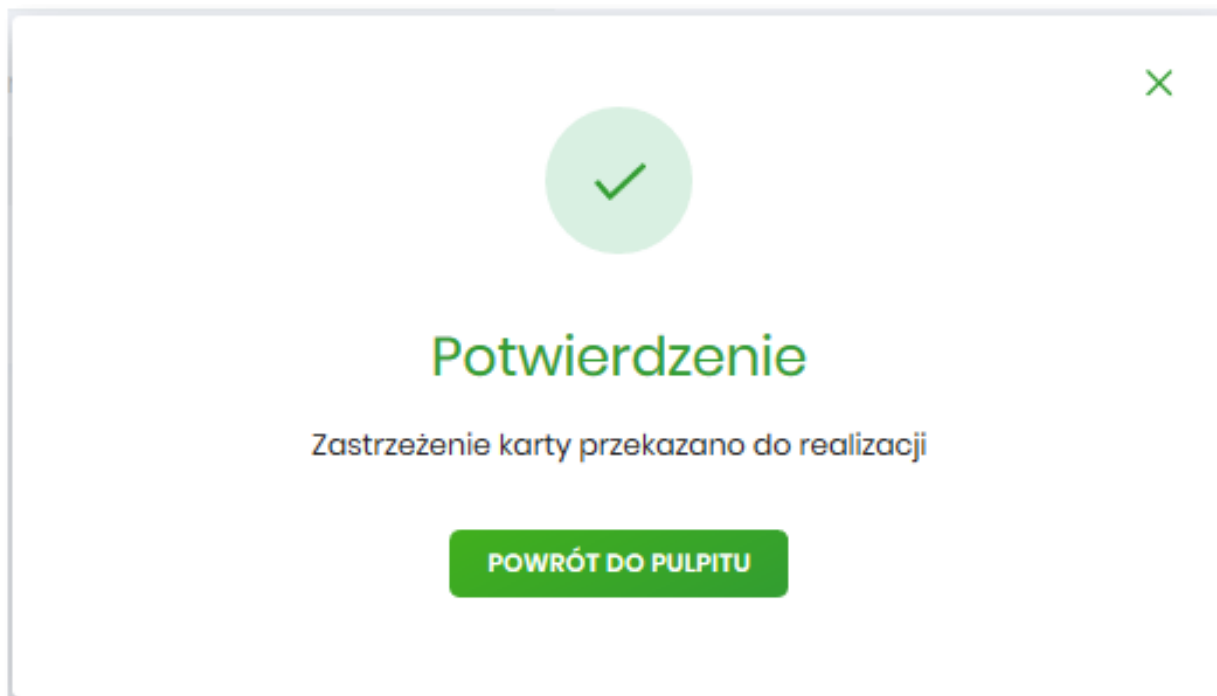 Potwierdzenie
Zastrzeżenie karty przekazano do realizacji
POWRÓT DO PULPITU